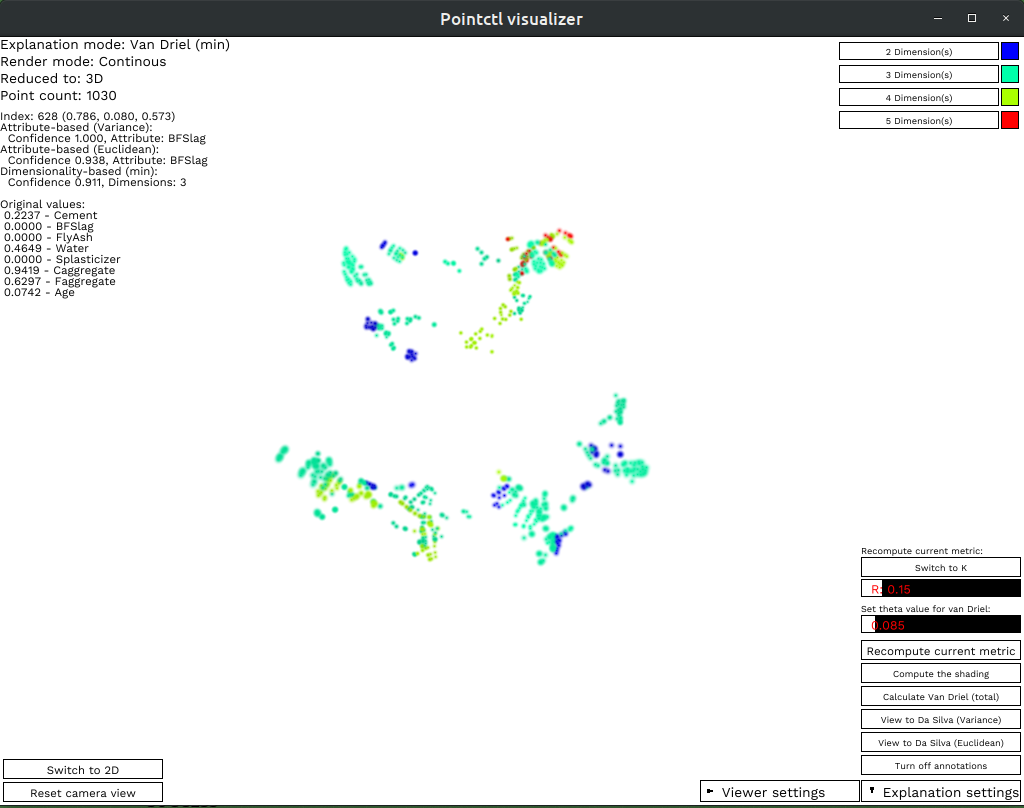 Pointctl visualizer
Explanation mode: Van Driel (min)
Render mode: Continous
Reduced to: 3D
Point count: 1030
Index: 628 (0.786, 0.080, 0.573)
Attribute-based (Variance):
Confidence 1.000, Attribute: BFSlag
Attribute-based (Euclidean):
Confidence 0.938, Attribute: BFSlag
Dimensionality-based (min):
Confidence 0.911, Dimensions: 3
Original values:
0.2237 - Cement
0.0000 - BFSlag
0.0000 - FlyAsh
0.4649 - Water
0.0000 - Splasticizer
0.9419 - Caggregate
0.6297 - Faggregate
0.0742 - Age
2 Dimension(s)
3 Dimension(s)
4 Dimension(s)
5 Dimension(s)
Recompute current metric:
Switch to K
R: 0.15
Set theta value for van Driel:
0.085
Recompute current metric
Compute the shading
Calculate Van Driel (total)
View to Da Silva (Variance)
View to Da Silva (Euclidean)
Turn off annotations
Switch to 2D
Reset camera view
Viewer settings
Explanation settings